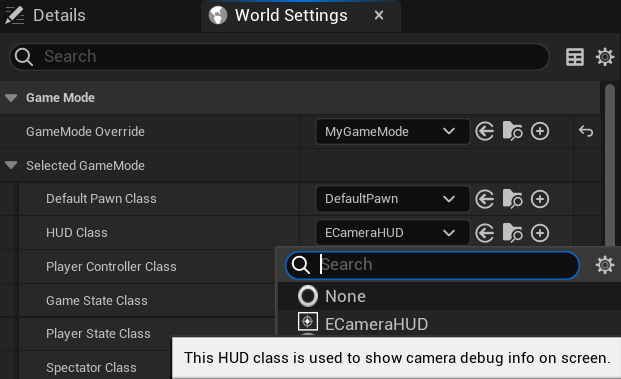 Details
World Settings
Search
Game Mode
GameMode Override
MyGameMode
Selected GameMode
Default Pawn Class
DefaultPawn
HUD Class
ECameraHUD
Search
Player Controller Class
None
Game State Class
ECameraHUD
Player State Class
This HUD class is used to show camera debug info on screen.
Spectator Class